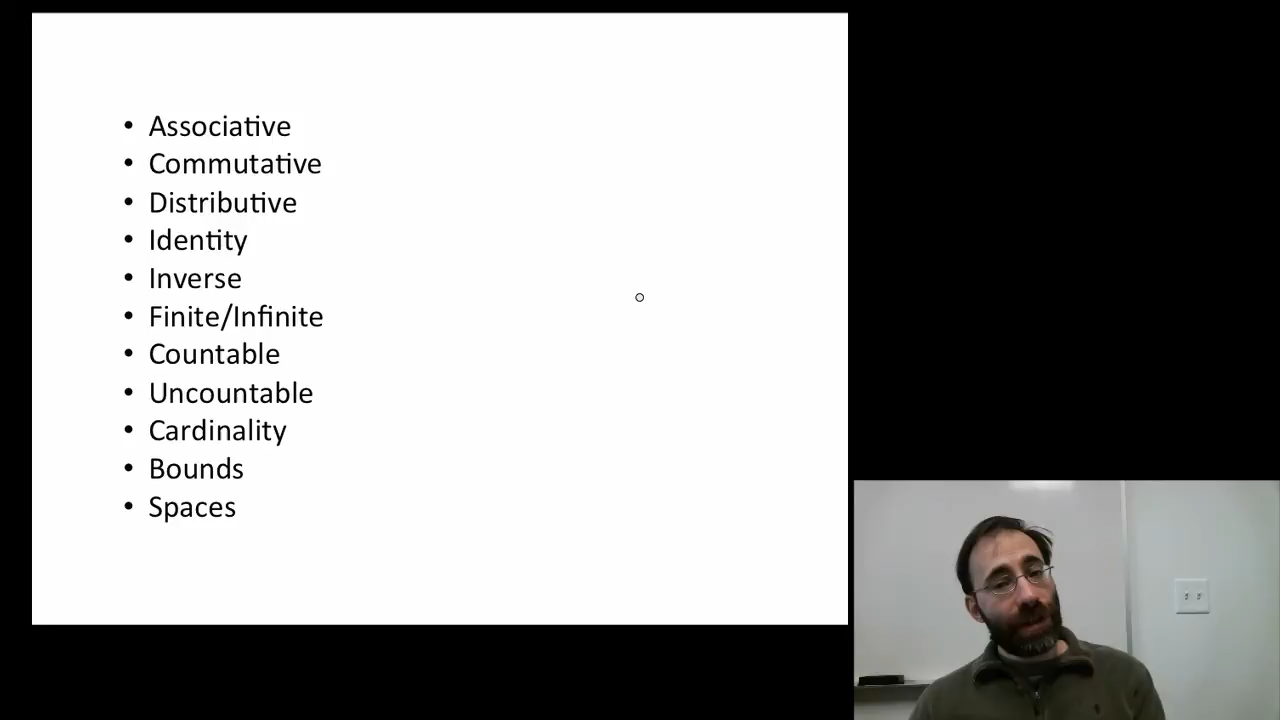 • Associative
• Commutative
• Distributive
• Identity
• Inverse
• Finite/Infinite
• Countable
• Uncountable
• Cardinality
• Bounds
• Spaces